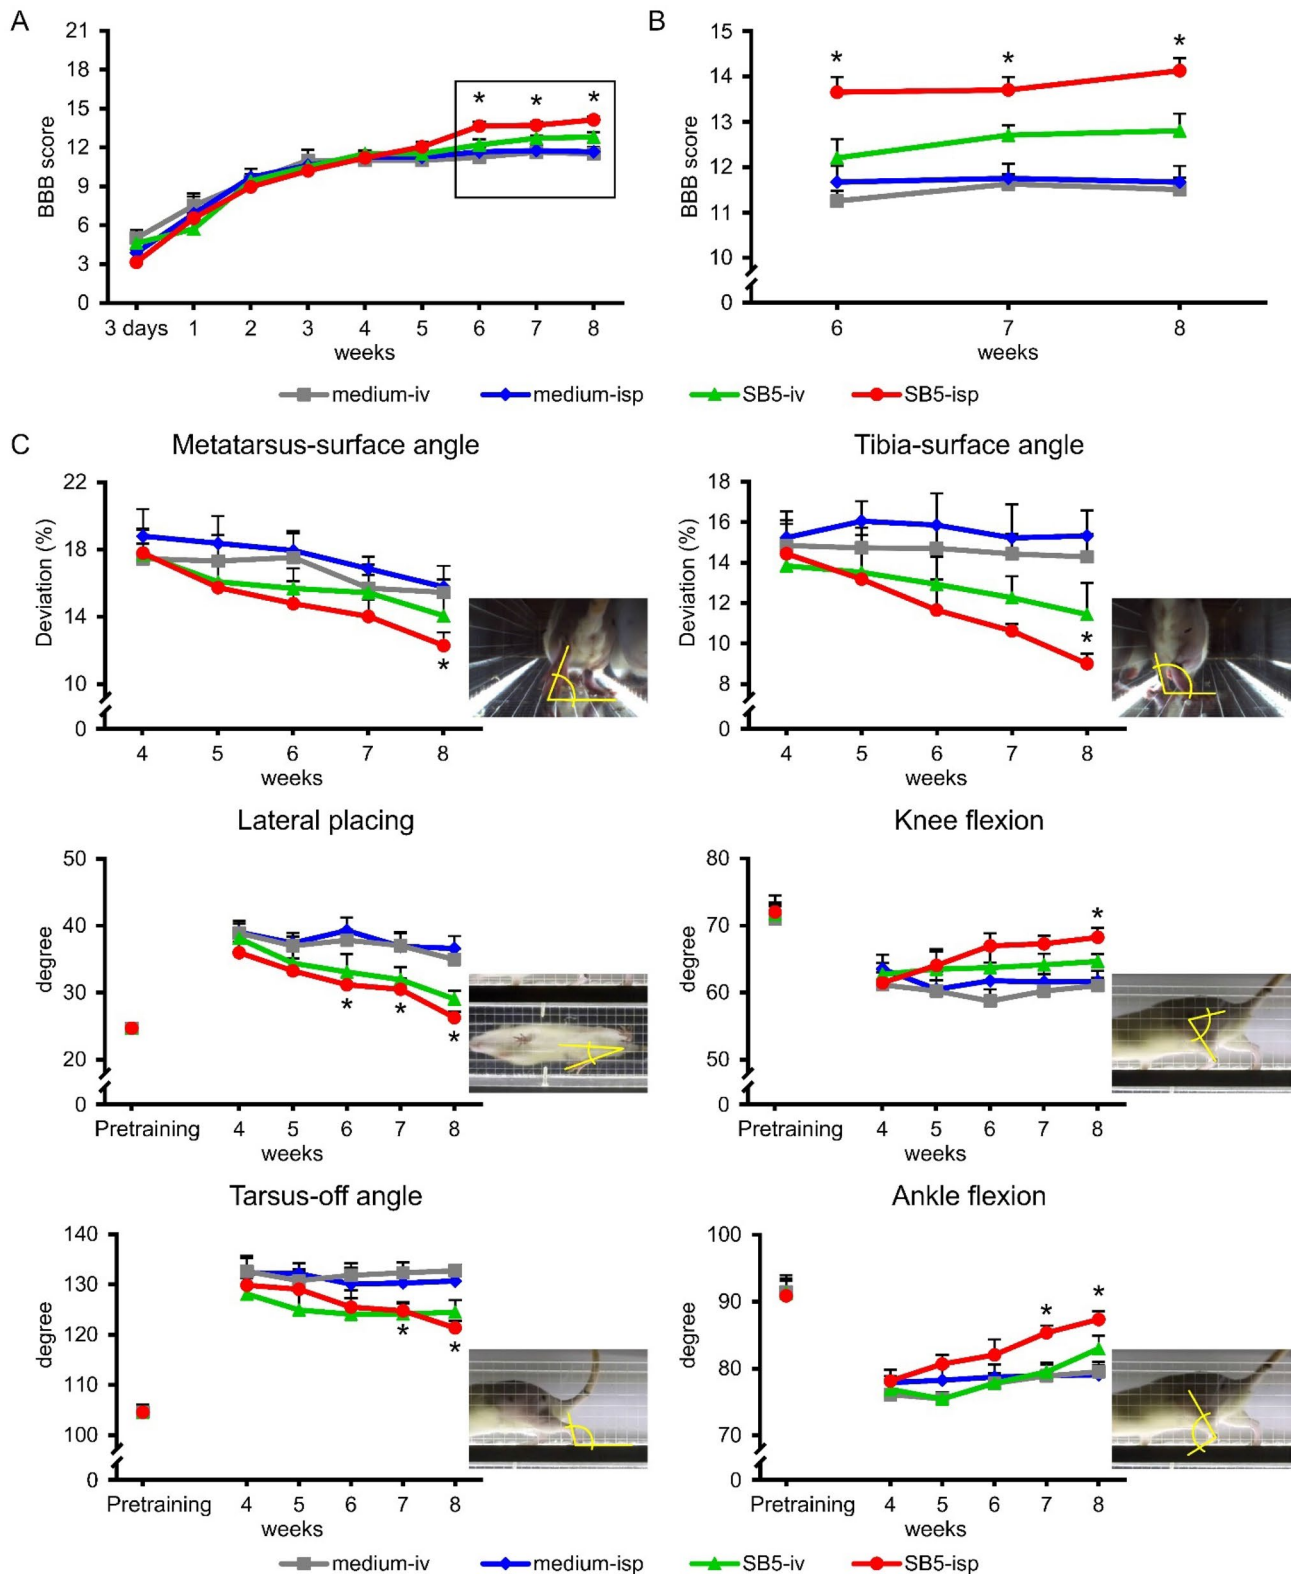 A
B
21
18
15
12
9
6
3
0
BBB score
* * *
3 days 1 2 3 4 5 6 7 8
weeks
15
14
13
12
11
10
0
BBB score
* * *
6 7 8
weeks
medium-iv medium-isp SB5-iv SB5-isp
C
Metatarsus-surface angle
22
18
14
10
0
Deviation (%)
*
4 5 6 7 8
weeks
Tibia-surface angle
18
16
14
12
10
8
0
Deviation (%)
*
4 5 6 7 8
weeks
Lateral placing
50
40
30
20
0
degree
* * *
Pretraining 4 5 6 7 8
weeks
Knee flexion
80
70
60
50
0
degree
*
Pretraining 4 5 6 7 8
weeks
Tarsus-off angle
140
130
120
110
100
0
degree
* *
Pretraining 4 5 6 7 8
weeks
Ankle flexion
100
90
80
70
0
degree
* *
Pretraining 4 5 6 7 8
weeks
medium-iv medium-isp SB5-iv SB5-isp